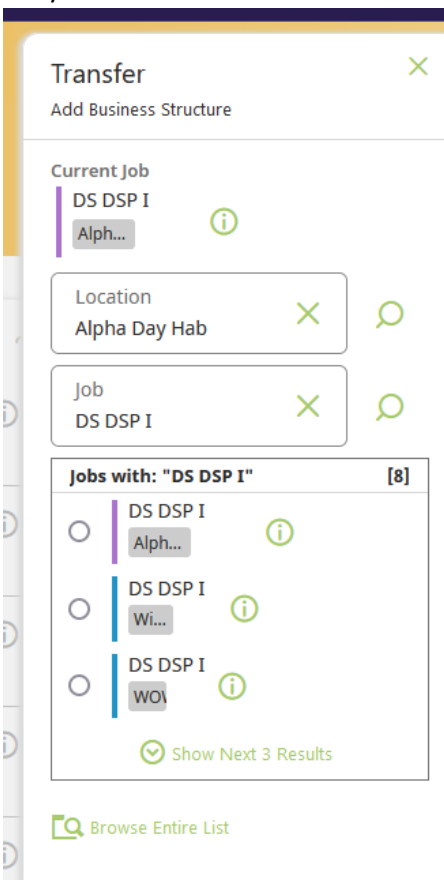 Transfer
Add Business Structure
Current Job
DS DSP I
Alph...
Location
Alpha Day Hab
Job
DS DSP I
Jobs with: "DS DSP I" [8]
DS DSP I
Alph...
DS DSP I
Wi...
DS DSP I
Show Next 3 Results
Browse Entire List